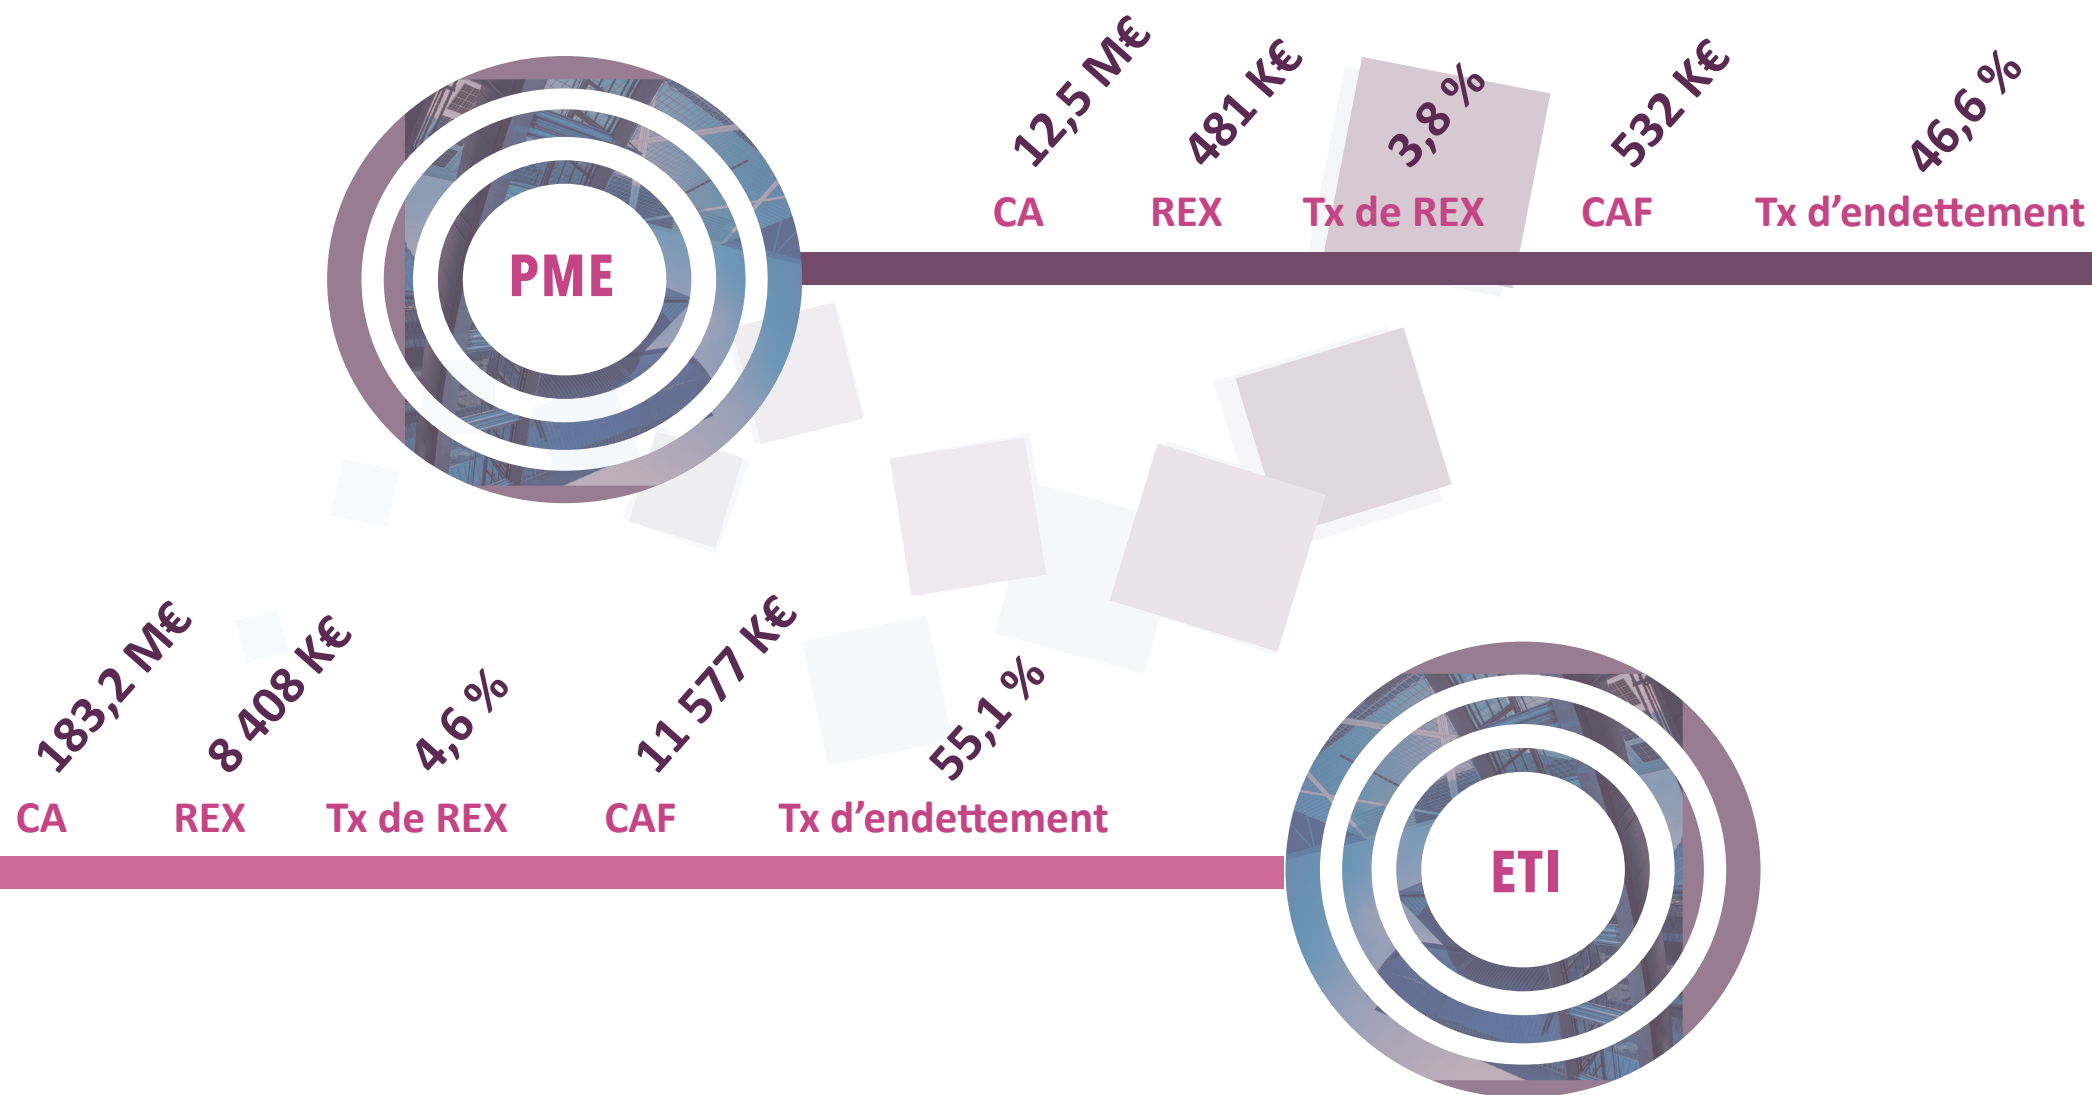 12,5 M€ 481 K€ 3,8 % 532 K€ 46,6 %
CA REX Tx de REX CAF Tx d’endettement
PME
183,2 M€ 8 408 K€ 4,6 % 11 577 K€ 55,1 %
CA REX Tx de REX CAF Tx d’endettement
ETI